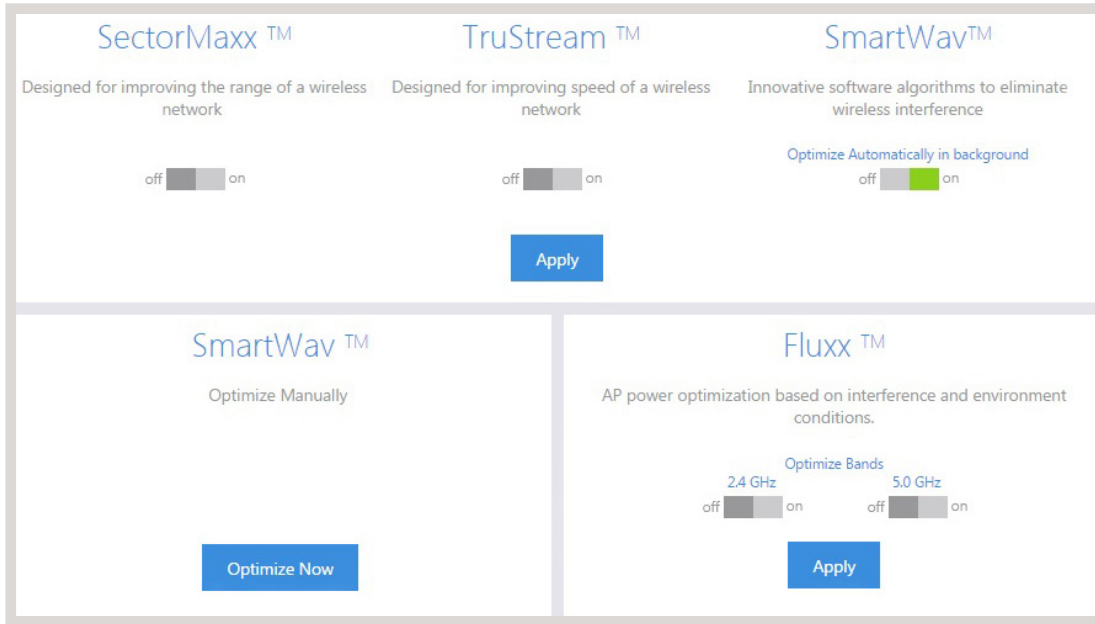 SectorMaxx ™
Designed for improving the range of a wireless
network
off on
TruStream ™
Designed for improving speed of a wireless
network
off on
SmartWav™
Innovative software algorithms to eliminate
wireless interference
Optimize Automatically in background
off on
Apply
SmartWav ™
Optimize Manually
Optimize Now
Fluxx ™
AP power optimization based on interference and environment
conditions.
Optimize Bands
2.4 GHz 5.0 GHz
off on off on
Apply